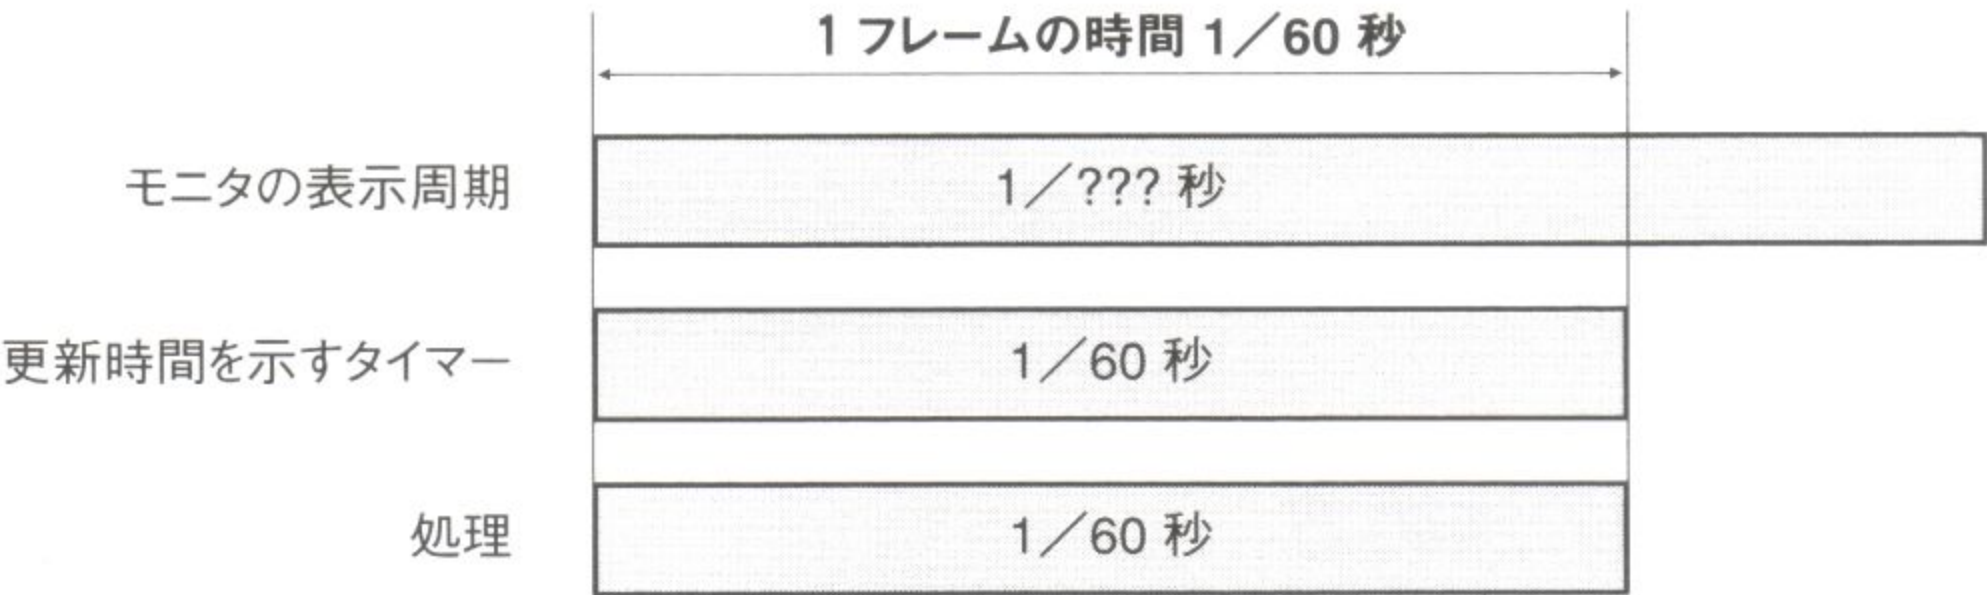 1 フレームの時間 1／60 秒
モニタの表示周期
1／??? 秒
更新時間を示すタイマー
1／60 秒
処理
1／60 秒